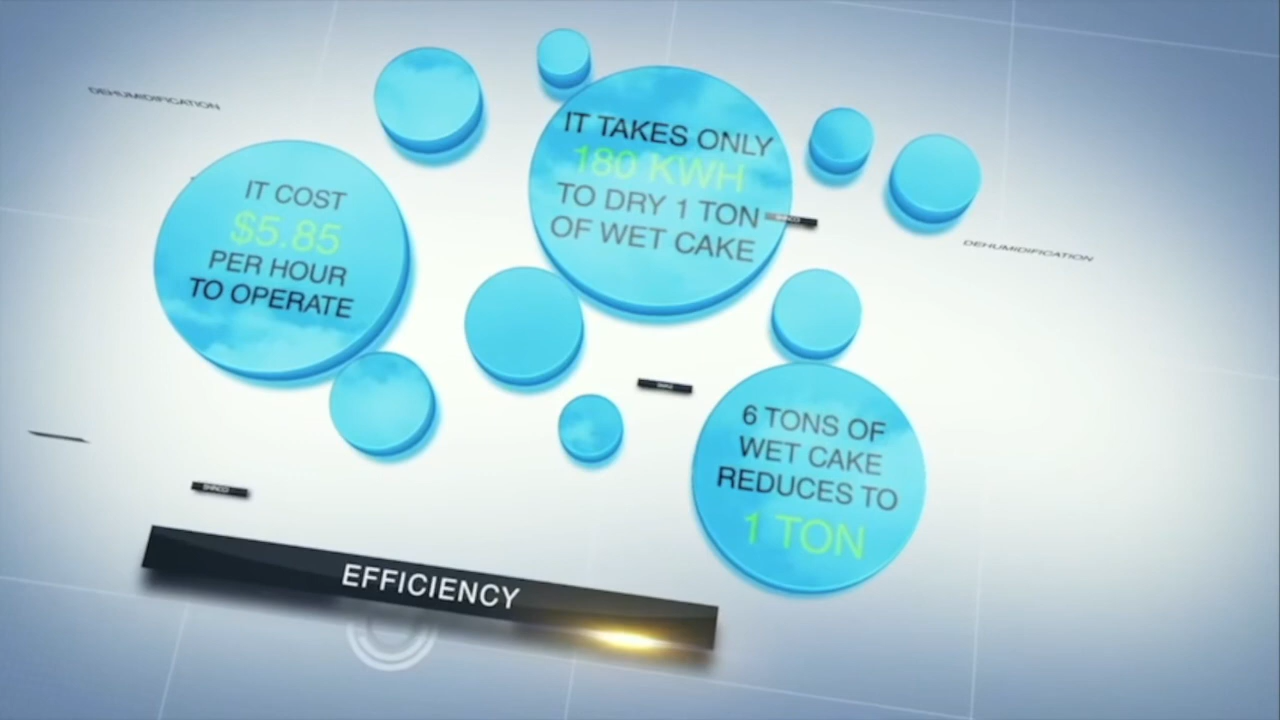 DEHUMIDIFICATION
IT TAKES ONLY
180 KWH
TO DRY 1 TON
OF WET CAKE
IT COST
$5.85
PER HOUR
TO OPERATE
DEHUMIDIFICATION
6 TONS OF
WET CAKE
REDUCES TO
1 TON
EFFICIENCY